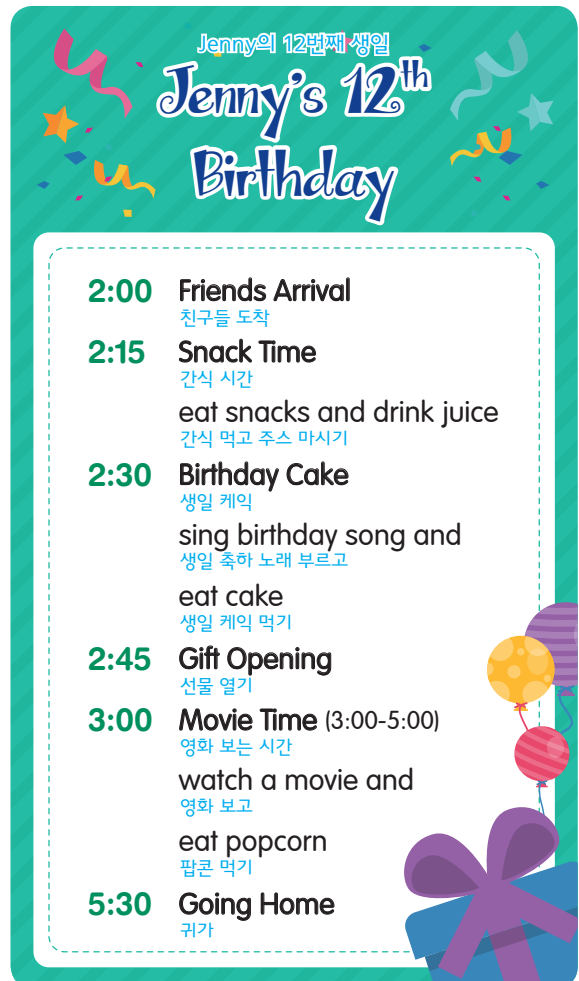 Jenny의 12번째 생일
Jenny's 12th
Birthday
2:00 Friends Arrival
친구들 도착
2:15 Snack Time
간식 시간
eat snacks and drink juice
간식 먹고 주스 마시기
2:30 Birthday Cake
생일 케익
sing birthday song and
생일 축하 노래 부르고
eat cake
생일 케익 먹기
2:45 Gift Opening
선물 열기
3:00 Movie Time (3:00-5:00)
영화 보는 시간
watch a movie and
영화 보고
eat popcorn
팝콘 먹기
5:30 Going Home
귀가